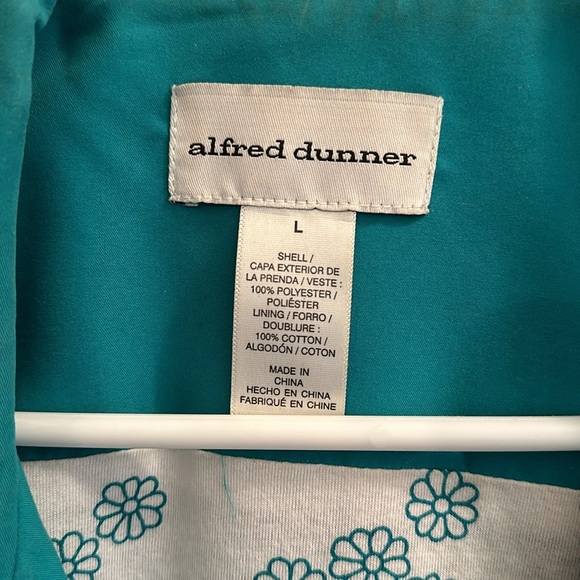 alfred dunner
L
SHELL /
CAPA EXTERIOR DE
LA PRENDA / VESTE :
100% POLYESTER /
POLIÉSTER
LINING / FORRO /
DOUBLURE :
100% COTTON /
ALGODÓN / COTON
MADE IN
CHINA
HECHO EN CHINA
FABRIQUÉ EN CHINE